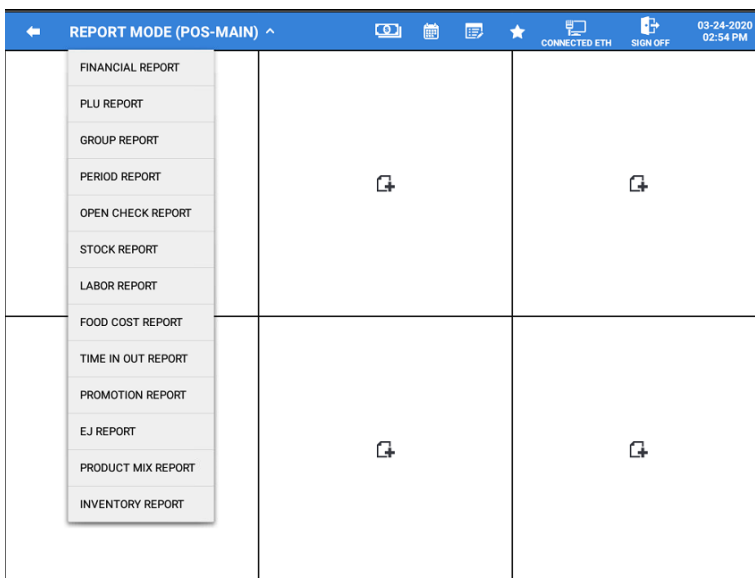 REPORT MODE (POS-MAIN)
CONNECTED ETH
SIGN OFF
03-24-2020
02:54 PM
FINANCIAL REPORT
PLU REPORT
GROUP REPORT
PERIOD REPORT
OPEN CHECK REPORT
STOCK REPORT
LABOR REPORT
FOOD COST REPORT
TIME IN OUT REPORT
PROMOTION REPORT
EJ REPORT
PRODUCT MIX REPORT
INVENTORY REPORT